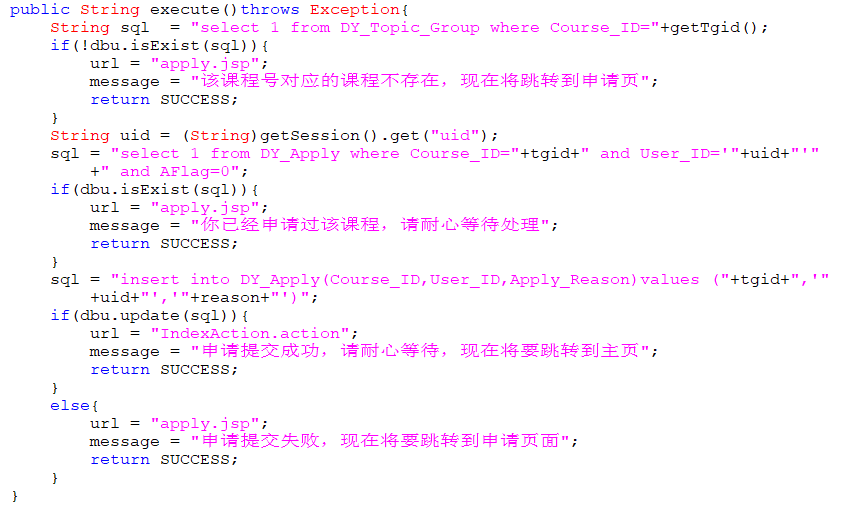 public String execute()throws Exception{
String sql  = "select 1 from DY_Topic_Group where Course_ID="+getTgid();
if(!dbu.isExist(sql)){
url = "apply.jsp";
message = "该课程号对应的课程不存在，现在将跳转到申请页";
return SUCCESS;
}
String uid = (String)getSession().get("uid");
sql = "select 1 from DY_Apply where Course_ID="+tgid+" and User_ID='"+uid+"'"
+" and AFlag=0";
if(dbu.isExist(sql)){
url = "apply.jsp";
message = "你已经申请过该课程，请耐心等待处理";
return SUCCESS;
}
sql = "insert into DY_Apply(Course_ID,User_ID,Apply_Reason)values ("+tgid+",'"
+uid+"','"+reason+"')";
if(dbu.update(sql)){
url = "IndexAction.action";
message = "申请提交成功，请耐心等待，现在将要跳转到主页";
return SUCCESS;
}
else{
url = "apply.jsp";
message = "申请提交失败，现在将要跳转到申请页面";
return SUCCESS;
}
}